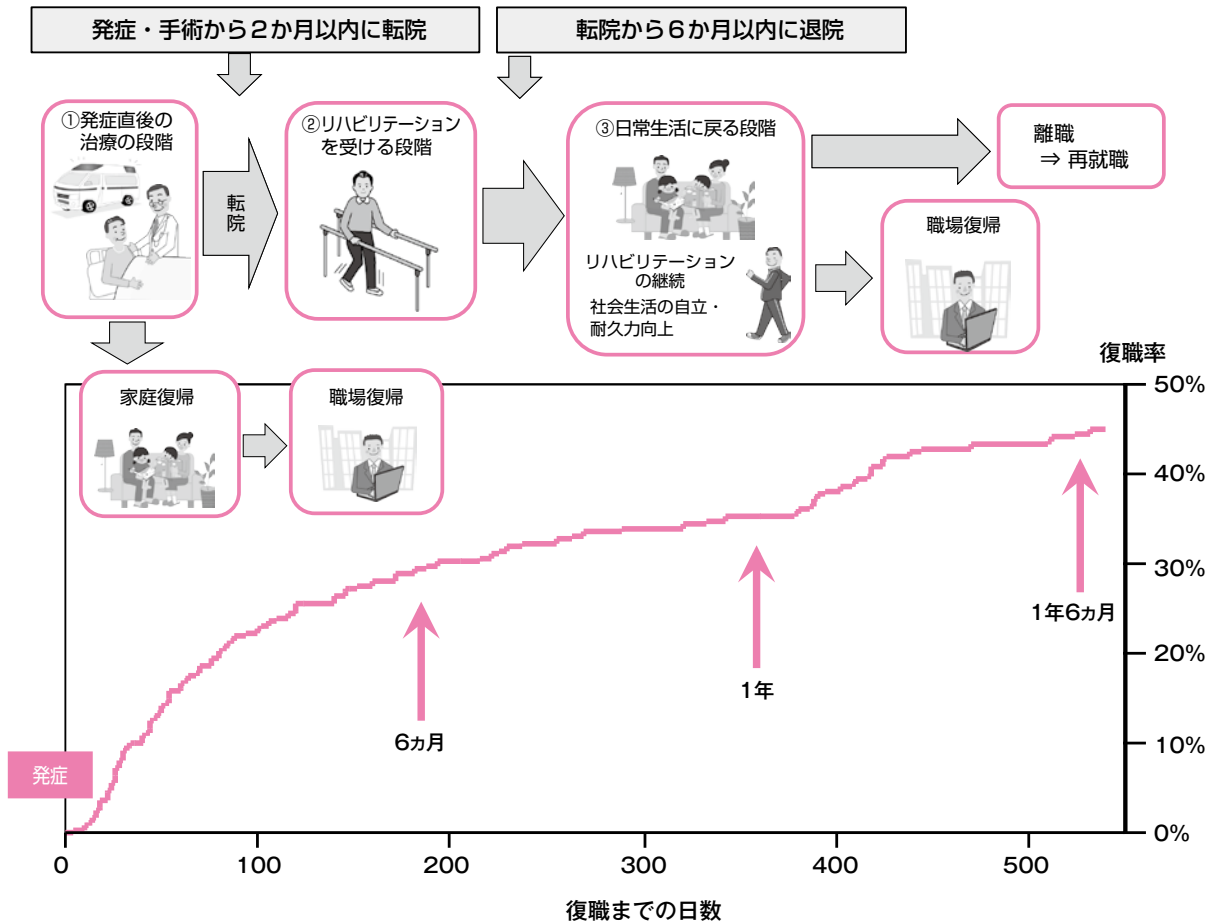 発症・手術から2か月以内に転院
転院から6か月以内に退院
①発症直後の
治療の段階
転院
②リハビリテーション
を受ける段階
③日常生活に戻る段階
リハビリテーション
の継続
社会生活の自立・
耐久力向上
離職
⇒ 再就職
職場復帰
家庭復帰
職場復帰
復職率
50%
40%
30%
20%
10%
0%
6ヵ月
1年
1年6ヵ月
発症
0
100
200
300
400
500
復職までの日数